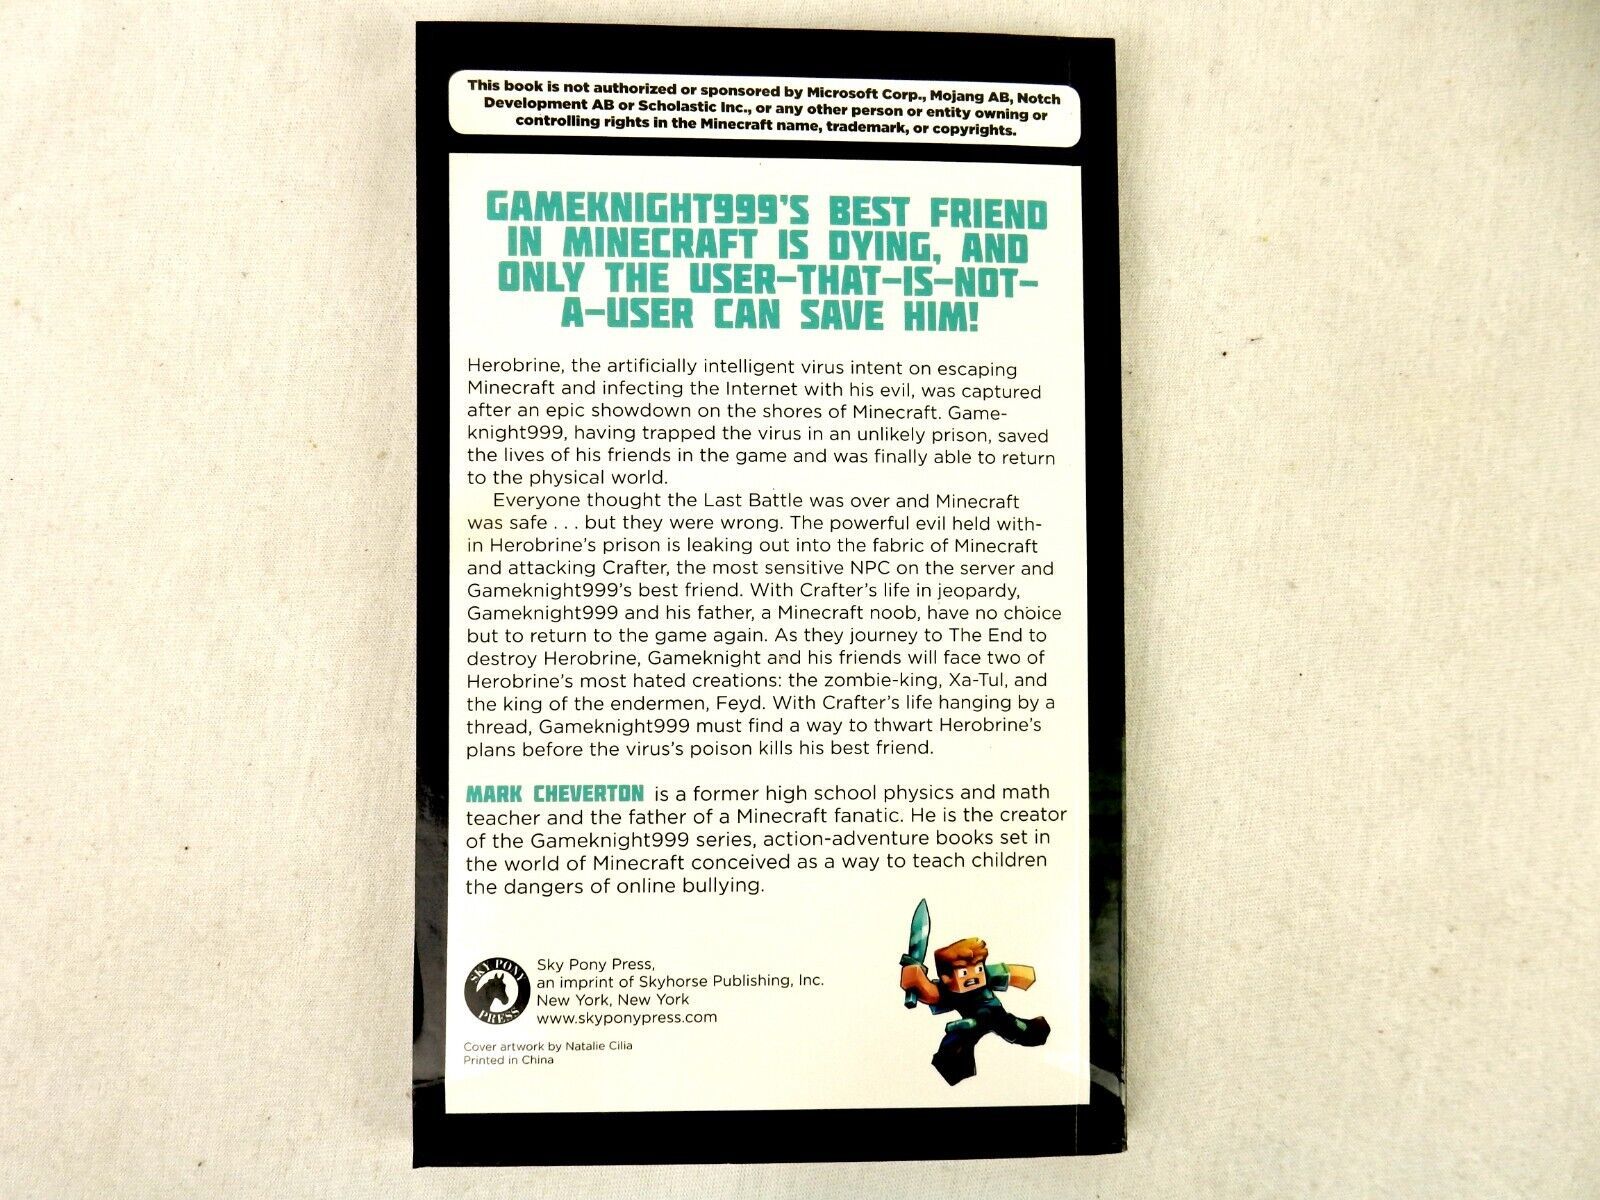 This book is not authorized or sponsored by Microsoft Corp., Mojang AB, Notch
Development AB or Scholastic Inc., or any other person or entity owning or
controlling rights in the Minecraft name, trademark, or copyrights.
GAMEKNIGHT999'S BEST FRIEND
IN MINECRAFT IS DYING, AND
ONLY THE USER-THAT-IS-NOT-
A-USER CAN SAVE HIM!
Herobrine, the artificially intelligent virus intent on escaping
Minecraft and infecting the Internet with his evil, was captured
after an epic showdown on the shores of Minecraft. Game-
knight999, having trapped the virus in an unlikely prison, saved
the lives of his friends in the game and was finally able to return
to the physical world.
Everyone thought the Last Battle was over and Minecraft
was safe . . . but they were wrong. The powerful evil held with-
in Herobrine's prison is leaking out into the fabric of Minecraft
and attacking Crafter, the most sensitive NPC on the server and
Gameknight999's best friend. With Crafter's life in jeopardy,
Gameknight999 and his father, a Minecraft noob, have no choice
but to return to the game again. As they journey to The End to
destroy Herobrine, Gameknight and his friends will face two of
Herobrine's most hated creations: the zombie-king, Xa-Tul, and
the king of the endermen, Feyd. With Crafter's life hanging by a
thread, Gameknight999 must find a way to thwart Herobrine's
plans before the virus's poison kills his best friend.
MARK CHEVERTON is a former high school physics and math
teacher and the father of a Minecraft fanatic. He is the creator
of the Gameknight999 series, action-adventure books set in
the world of Minecraft conceived as a way to teach children
the dangers of online bullying.
SKY PONY
PRESS
Sky Pony Press,
an imprint of Skyhorse Publishing, Inc.
New York, New York
www.skyponypress.com
Cover artwork by Natalie Cilia
Printed in China